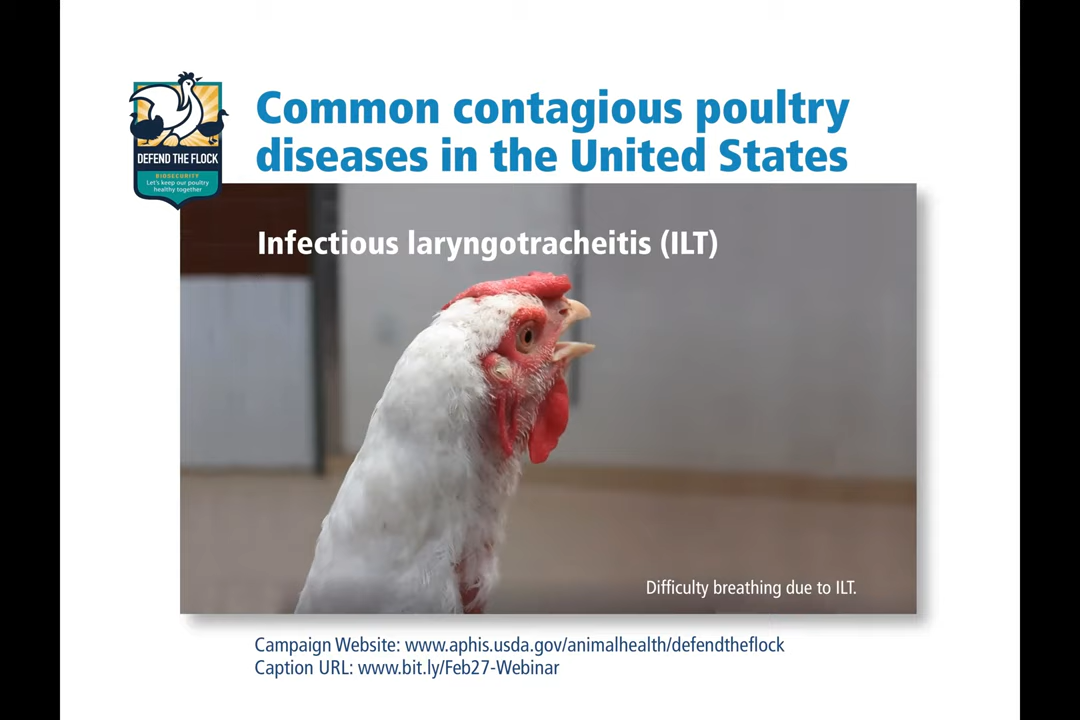 Common contagious poultry
diseases in the United States
DEFEND THE FLOCK
BIOSECURITY
Let's keep our poultry
healthy together
Infectious laryngotracheitis (ILT)
Difficulty breathing due to ILT.
Campaign Website: www.aphis.usda.gov/animalhealth/defendtheflock
Caption URL: www.bit.ly/Feb27-Webinar